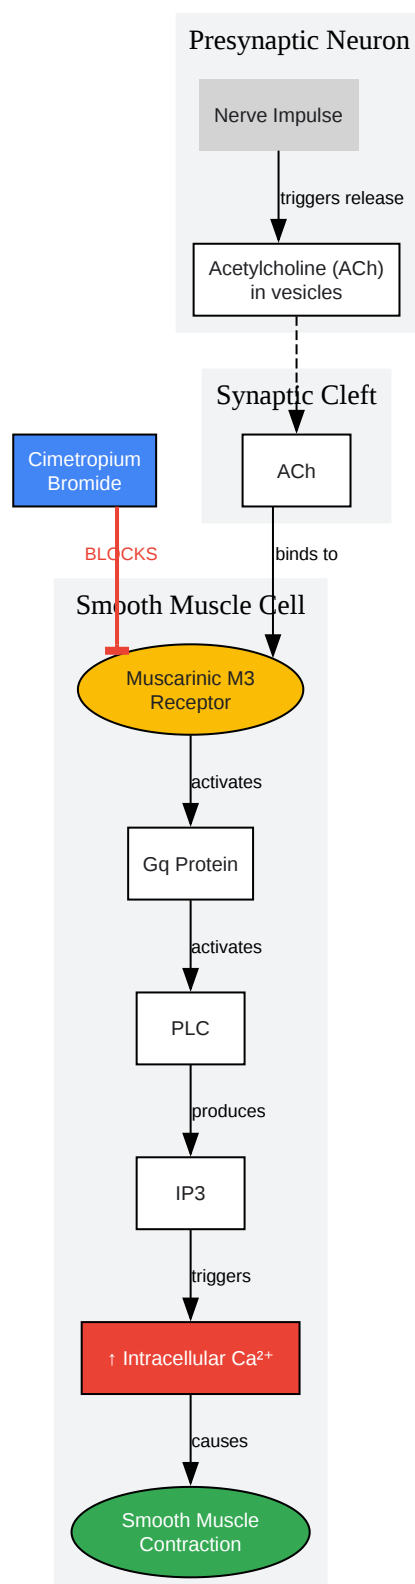 Presynaptic Neuron
Nerve Impulse
triggers release
Acetylcholine (ACh)
in vesicles
Synaptic Cleft
Cimetropium
Bromide
ACh
BLOCKS
binds to
Smooth Muscle Cell
Muscarinic M3
Receptor
activates
Gq Protein
activates
PLC
produces
IP3
triggers
↑ Intracellular Ca²⁺
causes
Smooth Muscle
Contraction